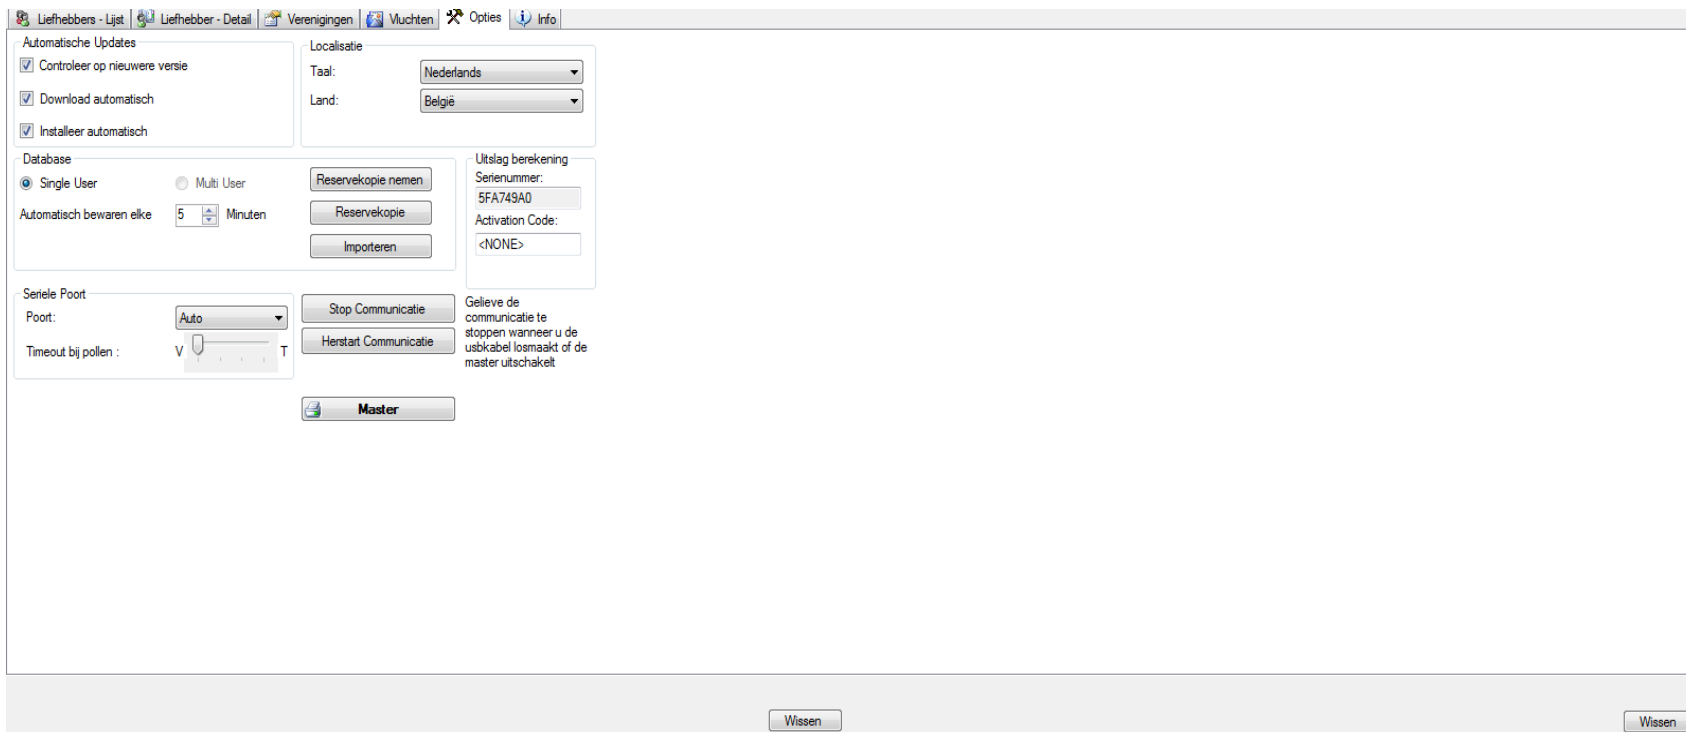 Liefhebbers - Lijst Liefhebber - Detail Verenigingen Vluchten Opties Info
Automatische Updates
Controleer op nieuwere versie
Download automatisch
Installeer automatisch
Localisatie
Taal: Nederlands
Land: België
Database
Single User Multi User
Automatisch bewaren elke 5 Minuten
Reservekopie nemen
Reservekopie
Importeren
Uitslag berekening
Serienummer:
5FA749A0
Activation Code:
<NONE>
Seriele Poort
Poort: Auto
Timeout bij pollen : V T
Stop Communicatie
Herstart Communicatie
Gelieve de
communicatie te
stoppen wanneer u de
usbkabel losmaakt of de
master uitschakelt
Master
Wissen Wissen